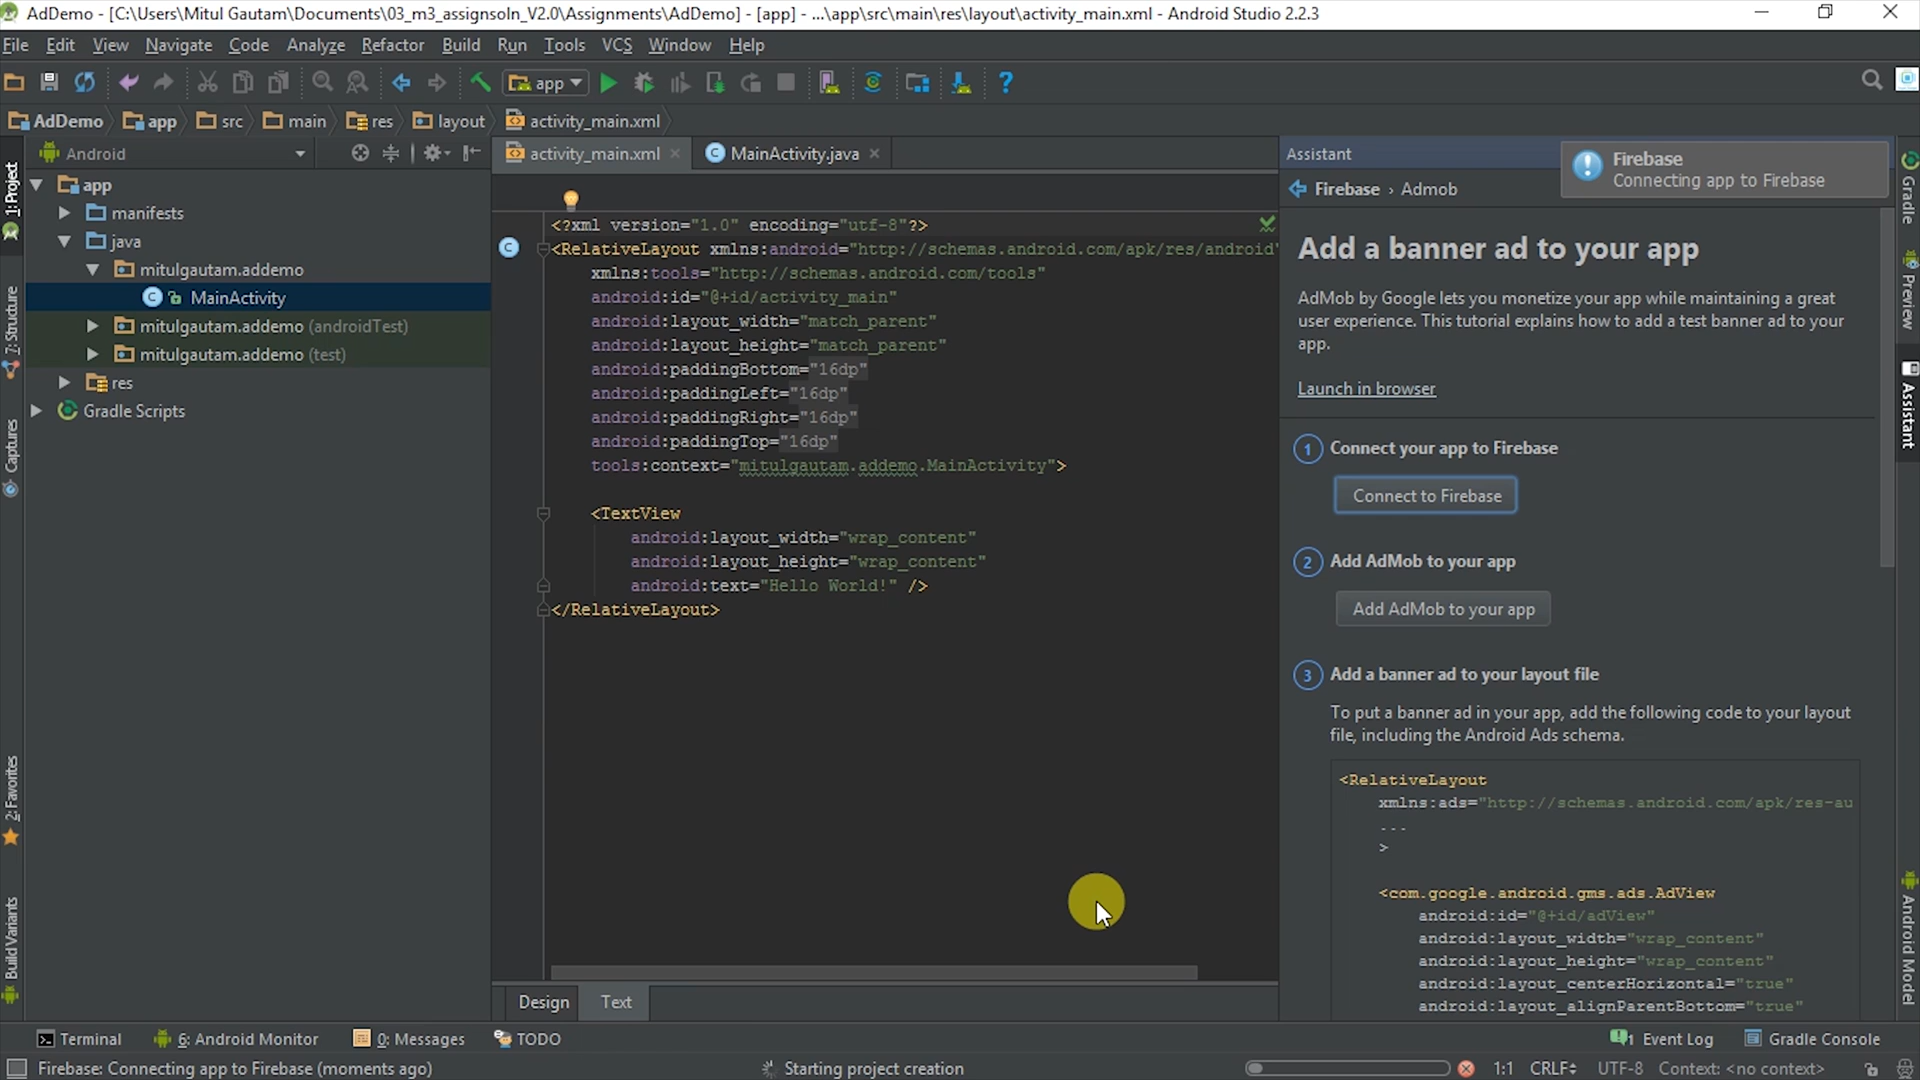 AdDemo - [C:\Users\Mitul Gautam\Documents\03_m3_assignsoln_V2.0\Assignments\AdDemo] - [app] - ...\app\src\main\res\layout\activity_main.xml - Android Studio 2.2.3
File Edit View Navigate Code Analyze Refactor Build Run Tools VCS Window Help
app
AdDemo app src main res layout activity_main.xml
Android
activity_main.xml
MainActivity.java
Assistant
Firebase
Connecting app to Firebase
Firebase › Admob
app
manifests
java
mitulgautam.addemo
MainActivity
mitulgautam.addemo (androidTest)
mitulgautam.addemo (test)
res
Gradle Scripts
1: Project
7: Structure
Captures
2: Favorites
Build Variants
<?xml version="1.0" encoding="utf-8"?>
<RelativeLayout xmlns:android="http://schemas.android.com/apk/res/android"
xmlns:tools="http://schemas.android.com/tools"
android:id="@+id/activity_main"
android:layout_width="match_parent"
android:layout_height="match_parent"
android:paddingBottom="16dp"
android:paddingLeft="16dp"
android:paddingRight="16dp"
android:paddingTop="16dp"
tools:context="mitulgautam.addemo.MainActivity">
<TextView
android:layout_width="wrap_content"
android:layout_height="wrap_content"
android:text="Hello World!" />
</RelativeLayout>
Design Text
Add a banner ad to your app
AdMob by Google lets you monetize your app while maintaining a great
user experience. This tutorial explains how to add a test banner ad to your
app.
Launch in browser
1 Connect your app to Firebase
Connect to Firebase
2 Add AdMob to your app
Add AdMob to your app
3 Add a banner ad to your layout file
To put a banner ad in your app, add the following code to your layout
file, including the Android Ads schema.
<RelativeLayout
xmlns:ads="http://schemas.android.com/apk/res-au
...
>
<com.google.android.gms.ads.AdView
android:id="@+id/adView"
android:layout_width="wrap_content"
android:layout_height="wrap_content"
android:layout_centerHorizontal="true"
android:layout_alignParentBottom="true"
Gradle
Preview
Assistant
Android Model
Terminal 6: Android Monitor 0: Messages TODO
1 Event Log Gradle Console
Firebase: Connecting app to Firebase (moments ago)
Starting project creation
1:1 CRLF UTF-8 Context: <no context>